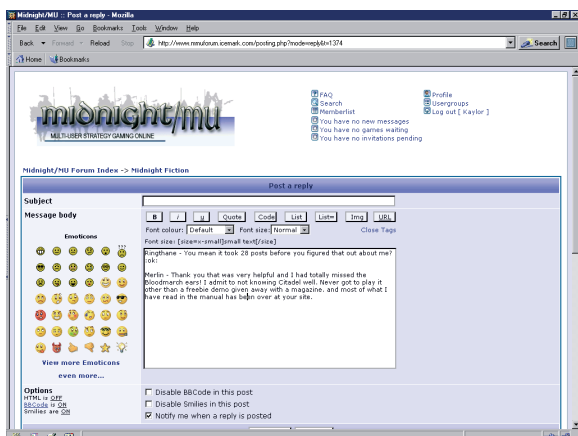 Midnight/MU :: Post a reply - Mozilla
File Edit View Go Bookmarks Tools Window Help
Back Forward Reload Stop http://www.mmuforum.icemark.com/posting.php?mode=reply&t=1374 Search
Home Bookmarks
midnight/mu
MULTI-USER STRATEGY GAMING ONLINE
FAQ Profile
Search Usergroups
Memberlist Log out [ Kaylor ]
You have no new messages
You have no games waiting
You have no invitations pending
Midnight/MU Forum Index -> Midnight Fiction
Post a reply
Subject
Message body
B i u Quote Code List List= Img URL
Font colour: Default Font size: Normal Close Tags
Font size: [size=x-small]small text[/size]
Emoticons
Ringthane - You mean it took 28 posts before you figured that out about me?
:ok:
Merlin - Thank you that was very helpful and I had totally missed the
Bloodmarch ears! I admit to not knowing Citadel well. Never got to play it
other than a freebie demo given away with a magazine. and most of what I
have read in the manual has been over at your site.
View more Emoticons
even more...
Options
HTML is OFF
BBCode is ON
Smilies are ON
Disable BBCode in this post
Disable Smilies in this post
Notify me when a reply is posted